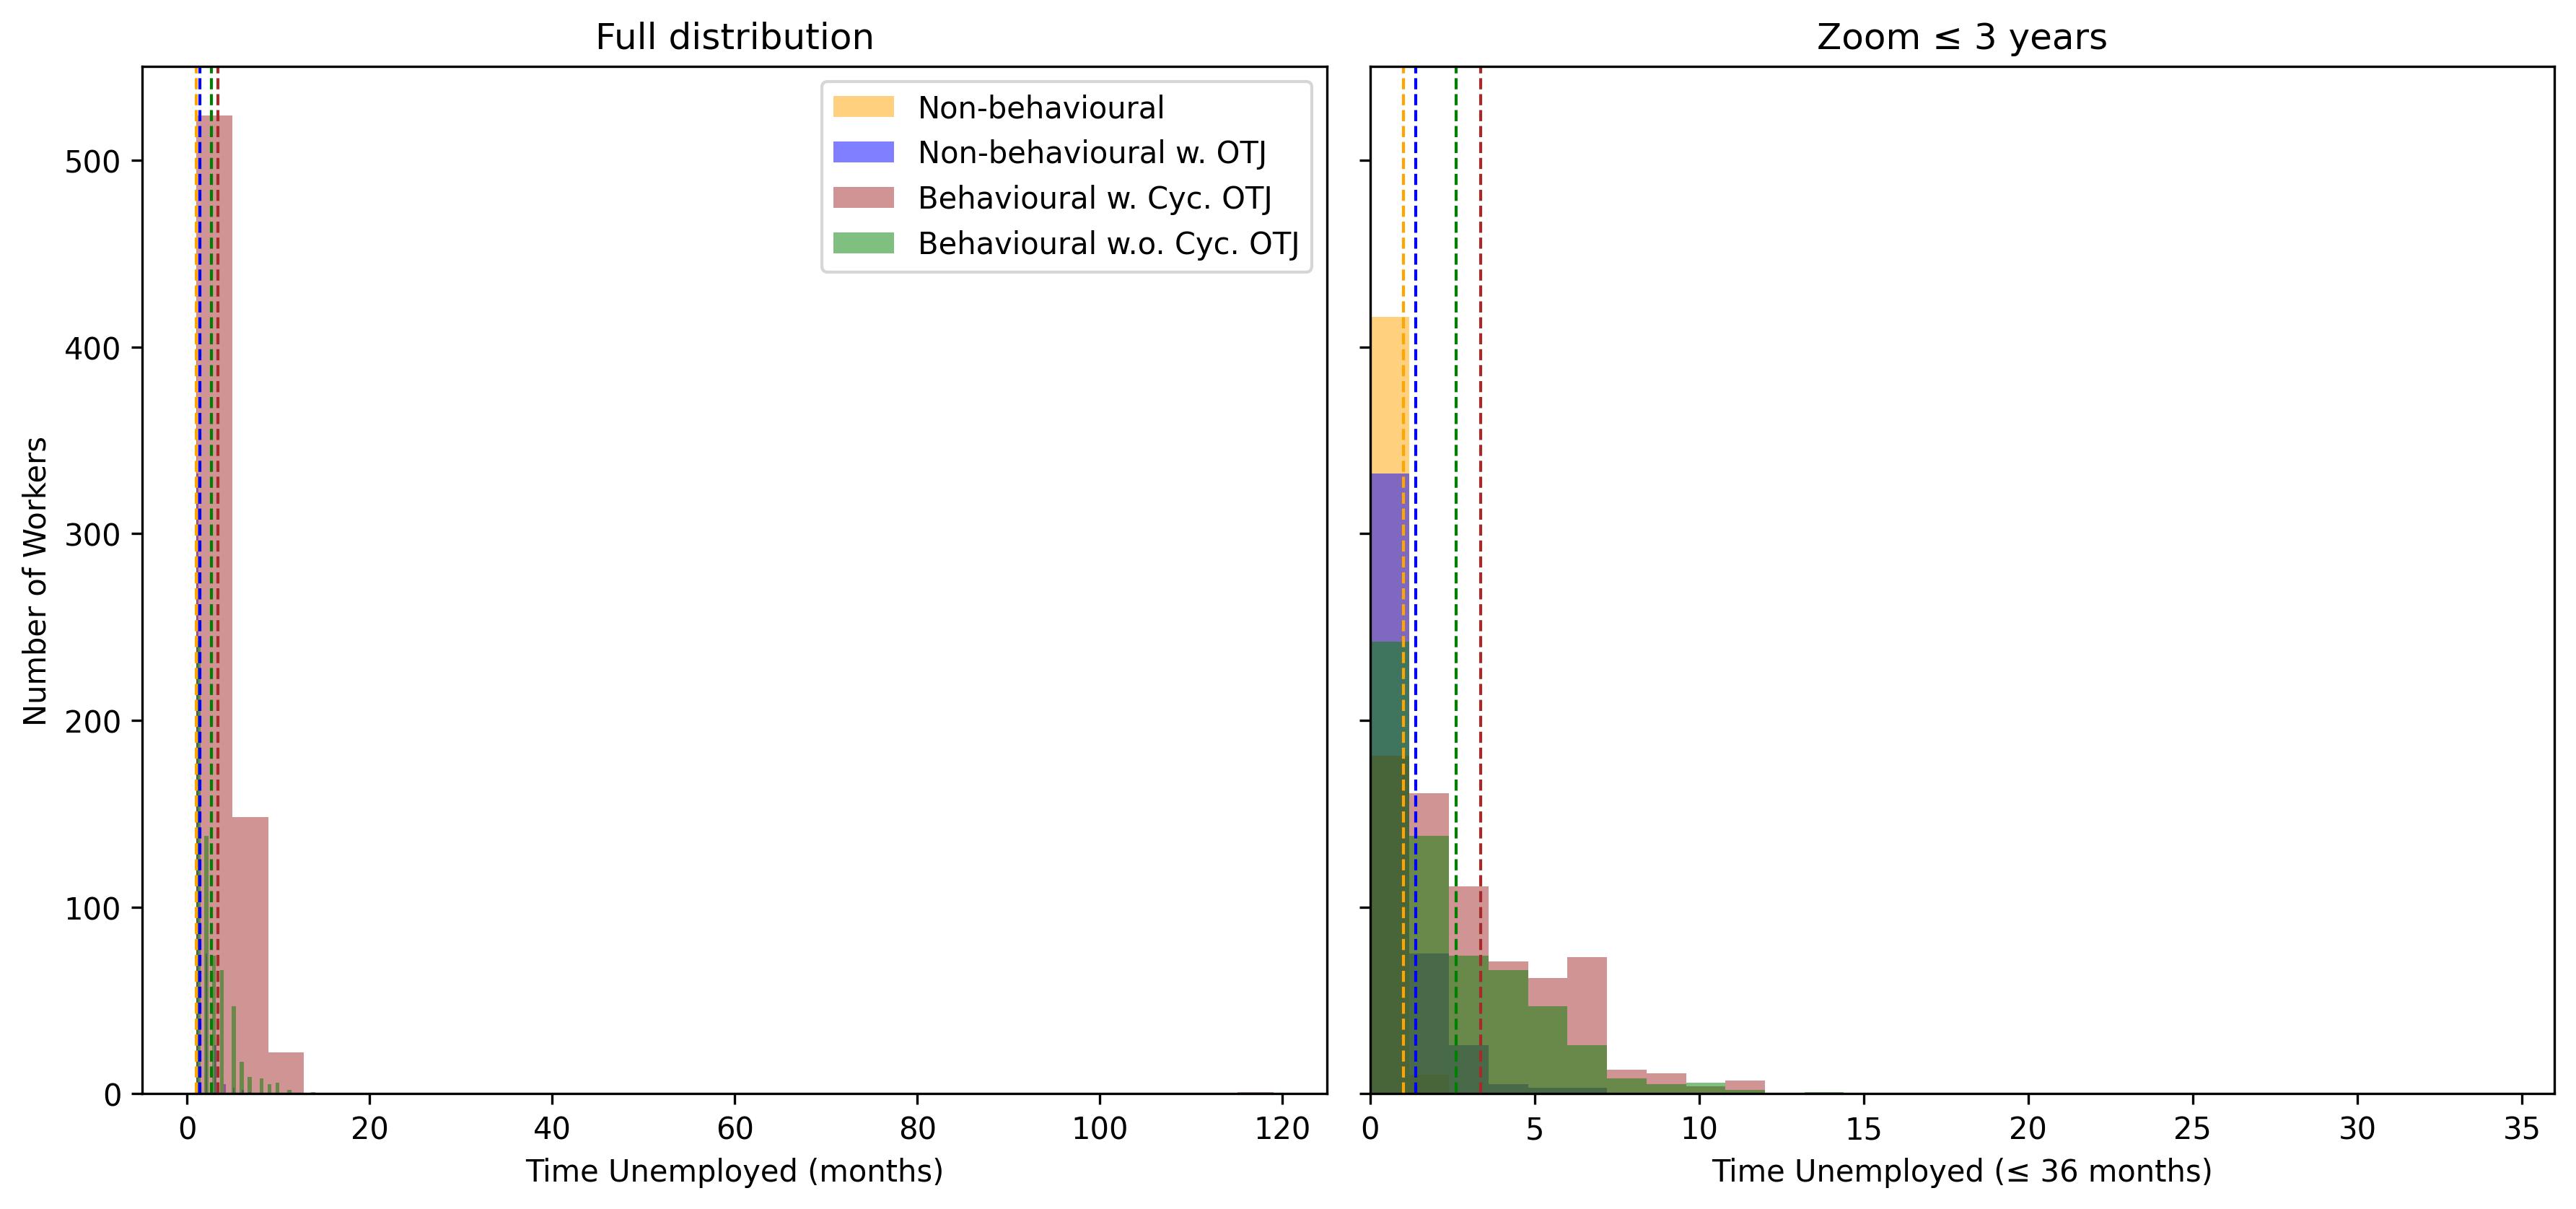 Full distribution
Zoom ≤ 3 years
Non-behavioural
Non-behavioural w. OTJ
Behavioural w. Cyc. OTJ
Behavioural w.o. Cyc. OTJ
Number of Workers
500
400
300
200
100
0
0 20 40 60 80 100 120
0 5 10 15 20 25 30 35
Time Unemployed (months)
Time Unemployed (≤ 36 months)